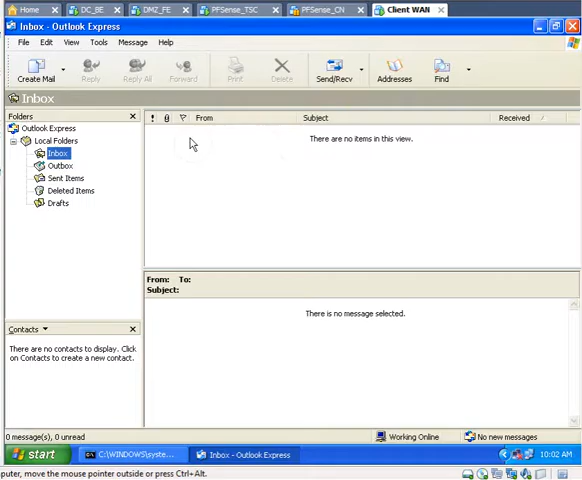 Home DC_BE DMZ_FE PFSense_TSC PFSense_CN Client WAN
Inbox - Outlook Express
File Edit View Tools Message Help
Create Mail Reply Reply All Forward Print Delete Send/Recv Addresses Find
Inbox
Folders
! From Subject Received
Outlook Express
There are no items in this view.
Local Folders
Inbox
Outbox
Sent Items
Deleted Items
Drafts
From: To:
Subject:
There is no message selected.
Contacts
There are no contacts to display. Click
on Contacts to create a new contact.
0 message(s), 0 unread Working Online No new messages
start C:\WINDOWS\system... Inbox - Outlook Express 10:02 AM
puter, move the mouse pointer outside or press Ctrl+Alt.